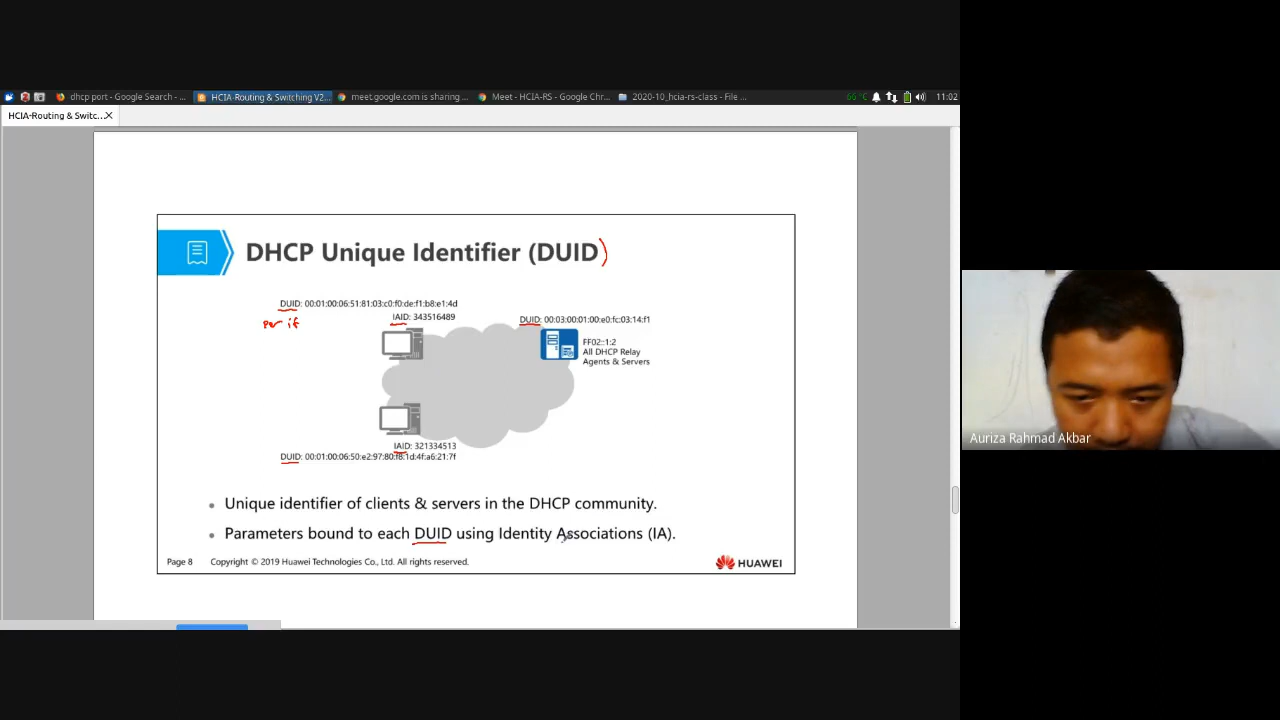 dhcp port - Google Search - ...
HCIA-Routing & Switching V2...
meet.google.com is sharing ...
Meet - HCIA-RS - Google Chr...
2020-10_hcia-rs-class - File ...
66 °C
11:02
HCIA-Routing & Switc...
DHCP Unique Identifier (DUID)
DUID: 00:01:00:06:51:81:03:c0:f0:de:f1:b8:e1:4d
per if
IAID: 343516489
DUID: 00:03:00:01:00:e0:fc:03:14:f1
FF02::1:2
All DHCP Relay
Agents & Servers
IAID: 321334513
DUID: 00:01:00:06:50:e2:97:80:f8:1d:4f:a6:21:7f
Auriza Rahmad Akbar
• Unique identifier of clients & servers in the DHCP community.
• Parameters bound to each DUID using Identity Associations (IA).
Page 8 Copyright © 2019 Huawei Technologies Co., Ltd. All rights reserved.
HUAWEI